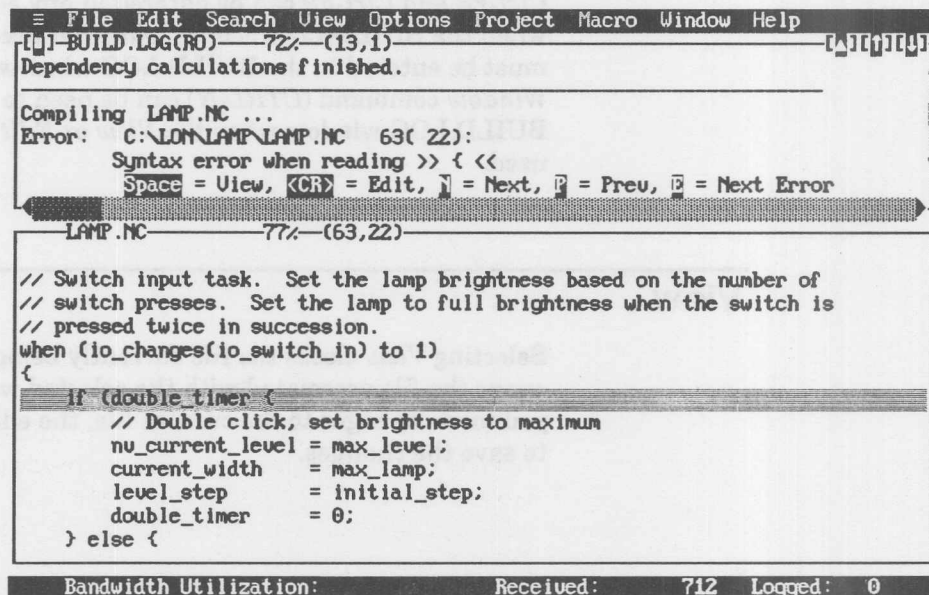 ≡ File Edit Search View Options Project Macro Window Help
[▯]-BUILD.LOG(RO)——72%—(13,1) [△][⇑][⇓]
Dependency calculations finished.
Compiling LAMP.NC ...
Error: C:\LON\LAMP\LAMP.NC 63( 22):
Syntax error when reading >> { <<
Space = View, <CR> = Edit, N = Next, P = Prev, E = Next Error
LAMP.NC 77%—(63,22)
// Switch input task. Set the lamp brightness based on the number of
// switch presses. Set the lamp to full brightness when the switch is
// pressed twice in succession.
when (io_changes(io_switch_in) to 1)
{
if (double_timer {
// Double click, set brightness to maximum
nv_current_level = max_level;
current_width = max_lamp;
level_step = initial_step;
double_timer = 0;
} else {
Bandwidth Utilization: Received: 712 Logged: 0